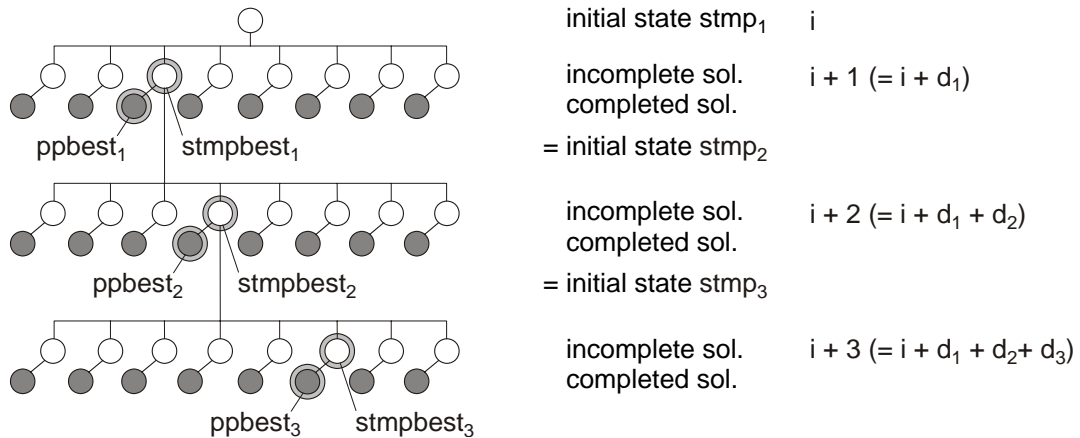 initial state stmp₁ i
incomplete sol. i + 1 (= i + d₁)
completed sol.
ppbest₁ stmpbest₁ = initial state stmp₂
incomplete sol. i + 2 (= i + d₁ + d₂)
completed sol.
ppbest₂ stmpbest₂ = initial state stmp₃
incomplete sol. i + 3 (= i + d₁ + d₂+ d₃)
completed sol.
ppbest₃ stmpbest₃